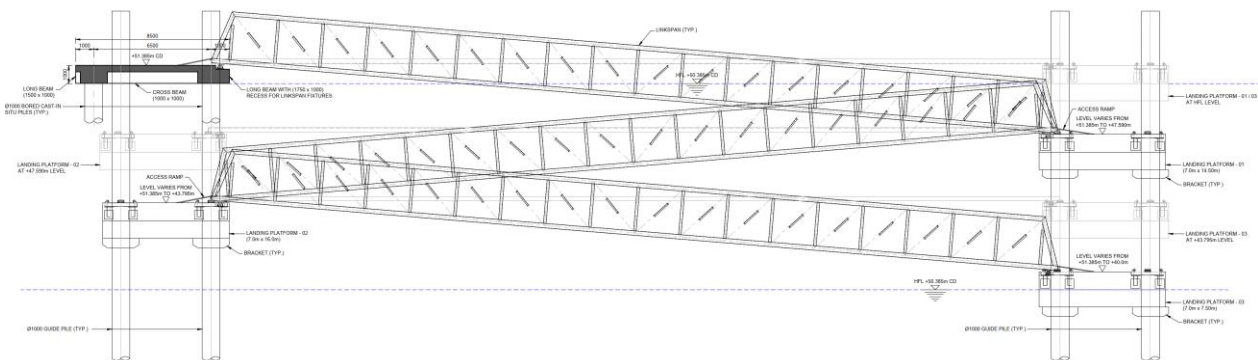 8500
1000
6500
1000
+51.385m CD
1000
LONG BEAM
(1500 x 1000)
CROSS BEAM
(1000 x 1000)
LONG BEAM WITH (1750 x 1000)
RECESS FOR LINKSPAN FIXTURES
Ø1000 BORED CAST-IN
SITU PILES (TYP.)
LINKSPAN (TYP.)
HFL +50.385m CD
LANDING PLATFORM - 01 / 03
AT HFL LEVEL
ACCESS RAMP
LEVEL VARIES FROM
+51.385m TO +47.590m
LANDING PLATFORM - 01
(7.0m x 14.50m)
BRACKET (TYP.)
LANDING PLATFORM - 02
AT +47.590m LEVEL
ACCESS RAMP
LEVEL VARIES FROM
+51.385m TO +43.795m
LANDING PLATFORM - 02
(7.0m x 16.0m)
BRACKET (TYP.)
LANDING PLATFORM - 03
AT +43.795m LEVEL
LEVEL VARIES FROM
+51.385m TO +40.0m
HFL +50.385m CD
LANDING PLATFORM - 03
(7.0m x 7.50m)
BRACKET (TYP.)
Ø1000 GUIDE PILE (TYP.)
Ø1000 GUIDE PILE (TYP.)